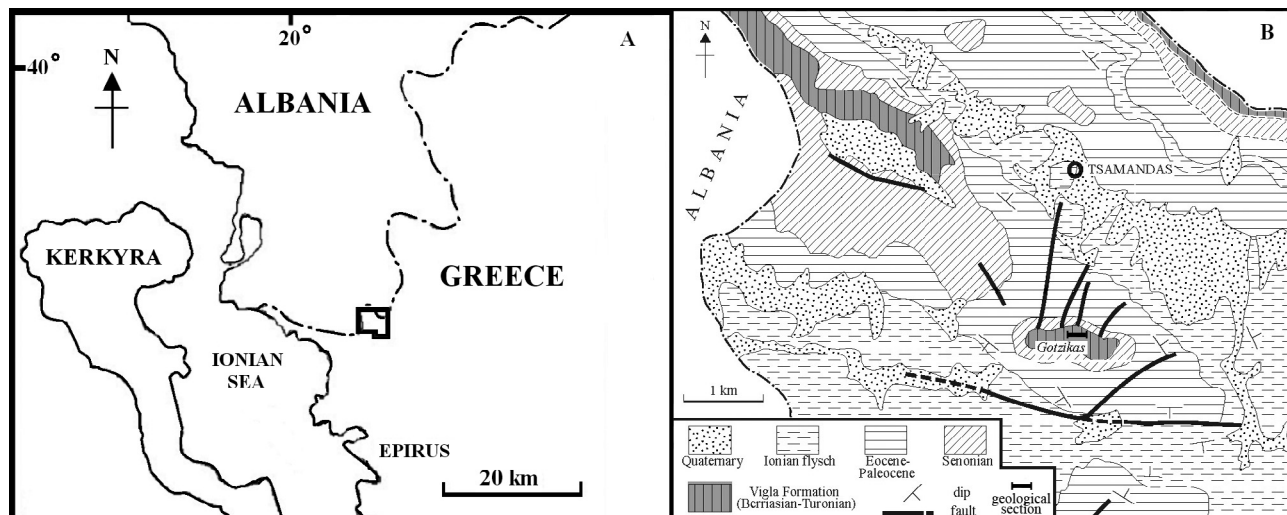 20°
A
40°
N
ALBANIA
KERKYRA
GREECE
IONIAN
SEA
EPIRUS
20 km
N
B
ALBANIA
TSAMANDAS
Gotzikas
1 km
Quaternary
Ionian flysch
Eocene-
Paleocene
Senonian
Vigla Formation
(Berriasian-Turonian)
dip
fault
geological
section